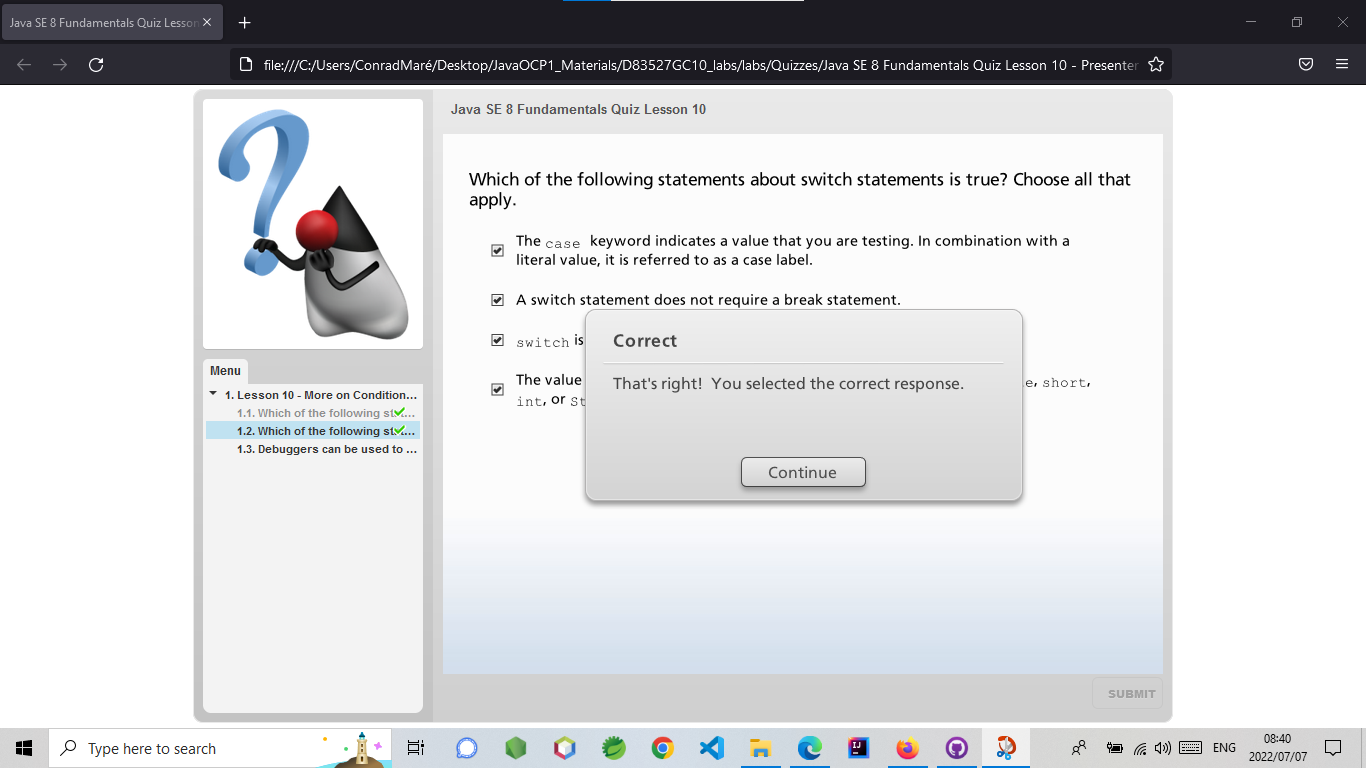 Java SE 8 Fundamentals Quiz Lesson
file:///C:/Users/ConradMaré/Desktop/JavaOCP1_Materials/D83527GC10_labs/labs/Quizzes/Java SE 8 Fundamentals Quiz Lesson 10 - Presenter
Java SE 8 Fundamentals Quiz Lesson 10
Which of the following statements about switch statements is true? Choose all that
apply.
The case keyword indicates a value that you are testing. In combination with a
literal value, it is referred to as a case label.
A switch statement does not require a break statement.
switch is
Correct
That's right! You selected the correct response.
The value e, short,
int, or St
Continue
Menu
1. Lesson 10 - More on Condition...
1.1. Which of the following st...
1.2. Which of the following st...
1.3. Debuggers can be used to ...
SUBMIT
Type here to search
ENG
08:40
2022/07/07